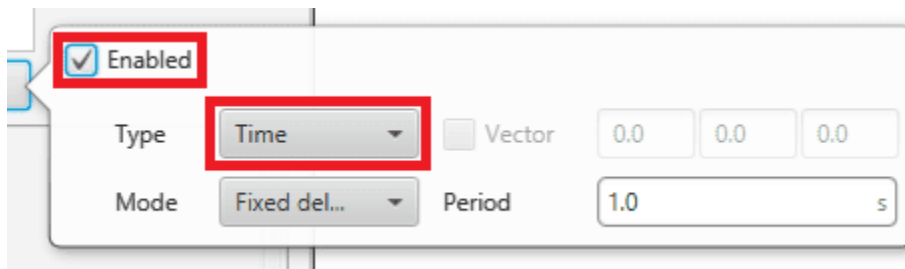 Enabled
Type Time Vector 0.0 0.0 0.0
Mode Fixed del... Period 1.0 s